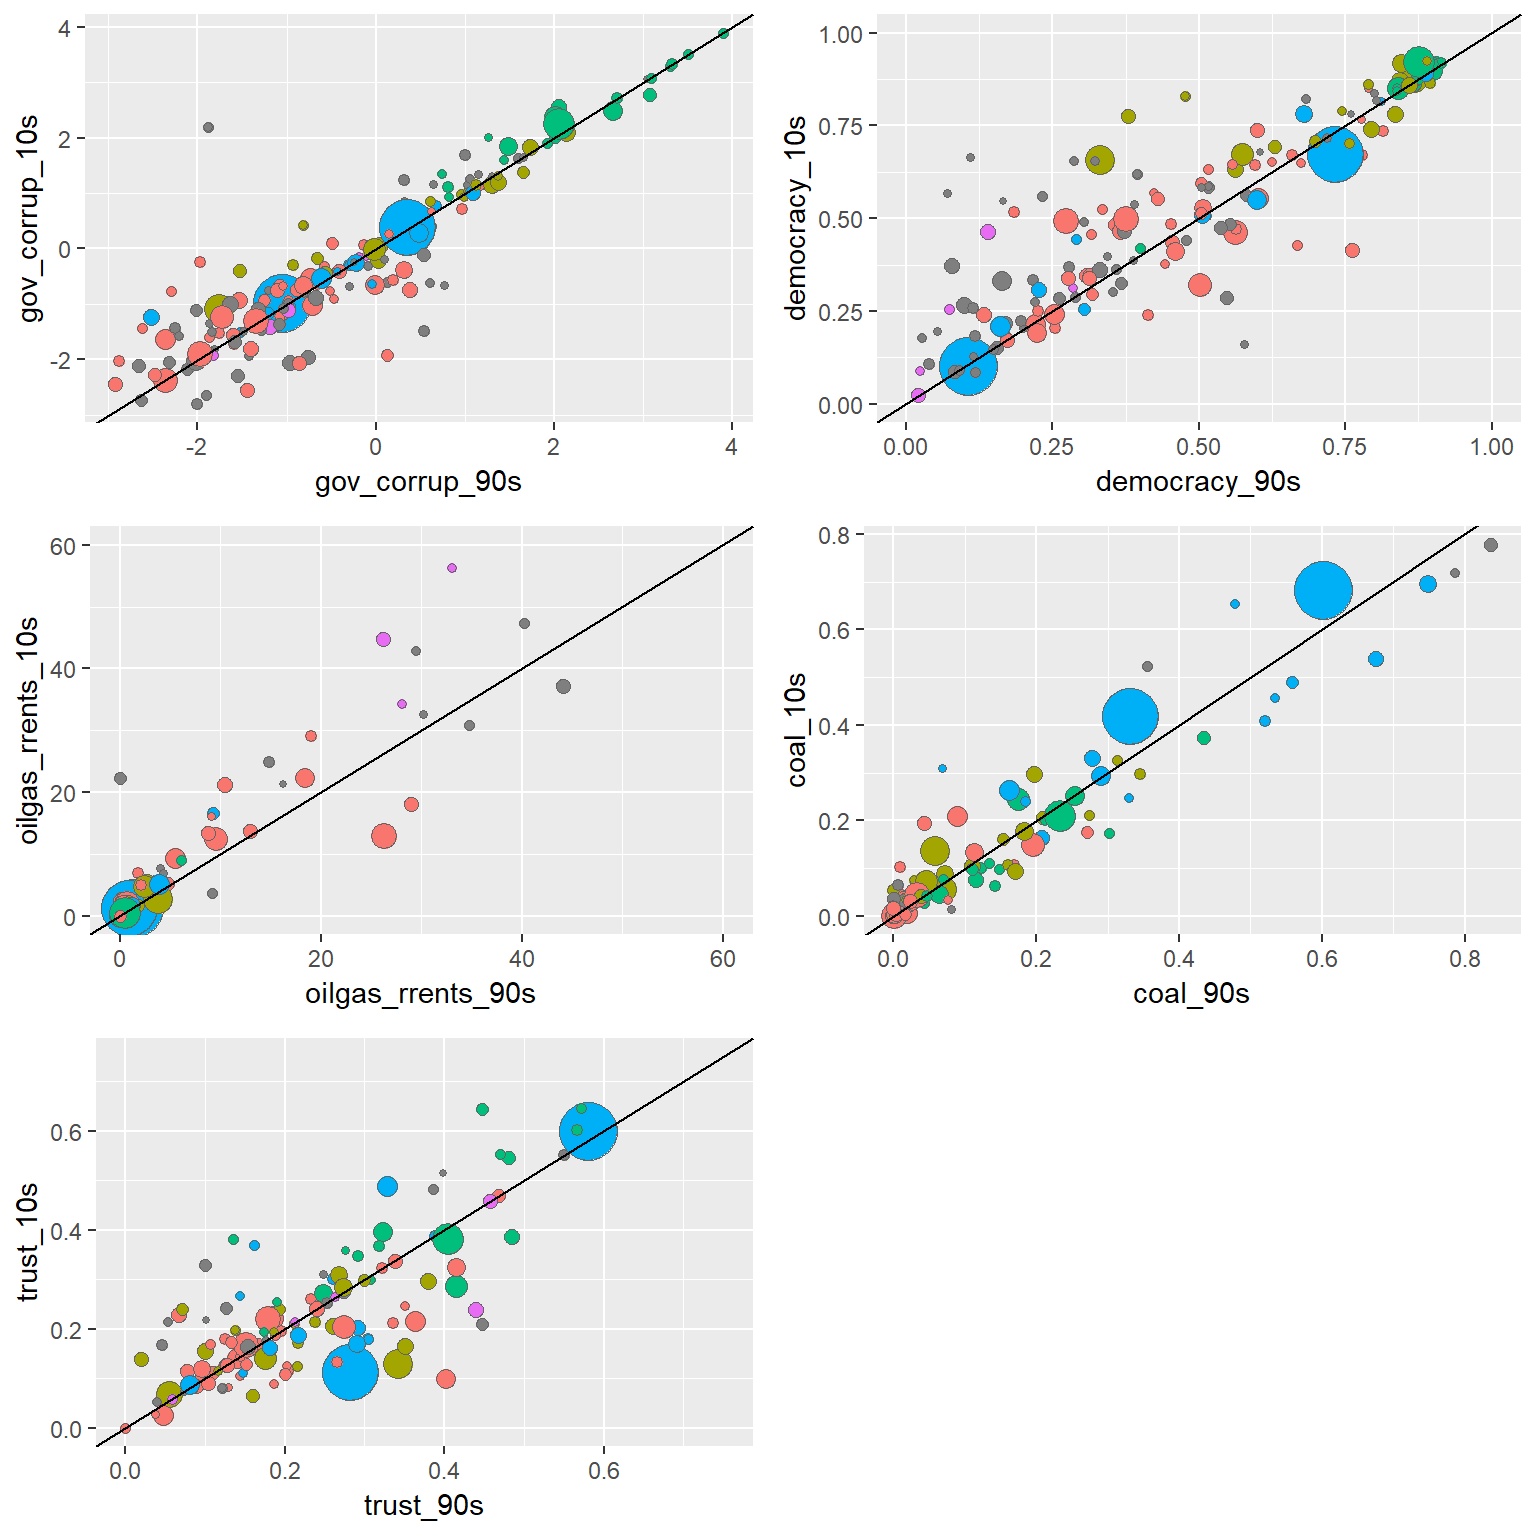 4
2
0
-2
gov_corrup_10s
-2 0 2 4
gov_corrup_90s
1.00
0.75
0.50
0.25
0.00
democracy_10s
0.00 0.25 0.50 0.75 1.00
democracy_90s
60
40
20
0
oilgas_rrents_10s
0 20 40 60
oilgas_rrents_90s
0.8
0.6
0.4
0.2
0.0
coal_10s
0.0 0.2 0.4 0.6 0.8
coal_90s
0.6
0.4
0.2
0.0
trust_10s
0.0 0.2 0.4 0.6
trust_90s